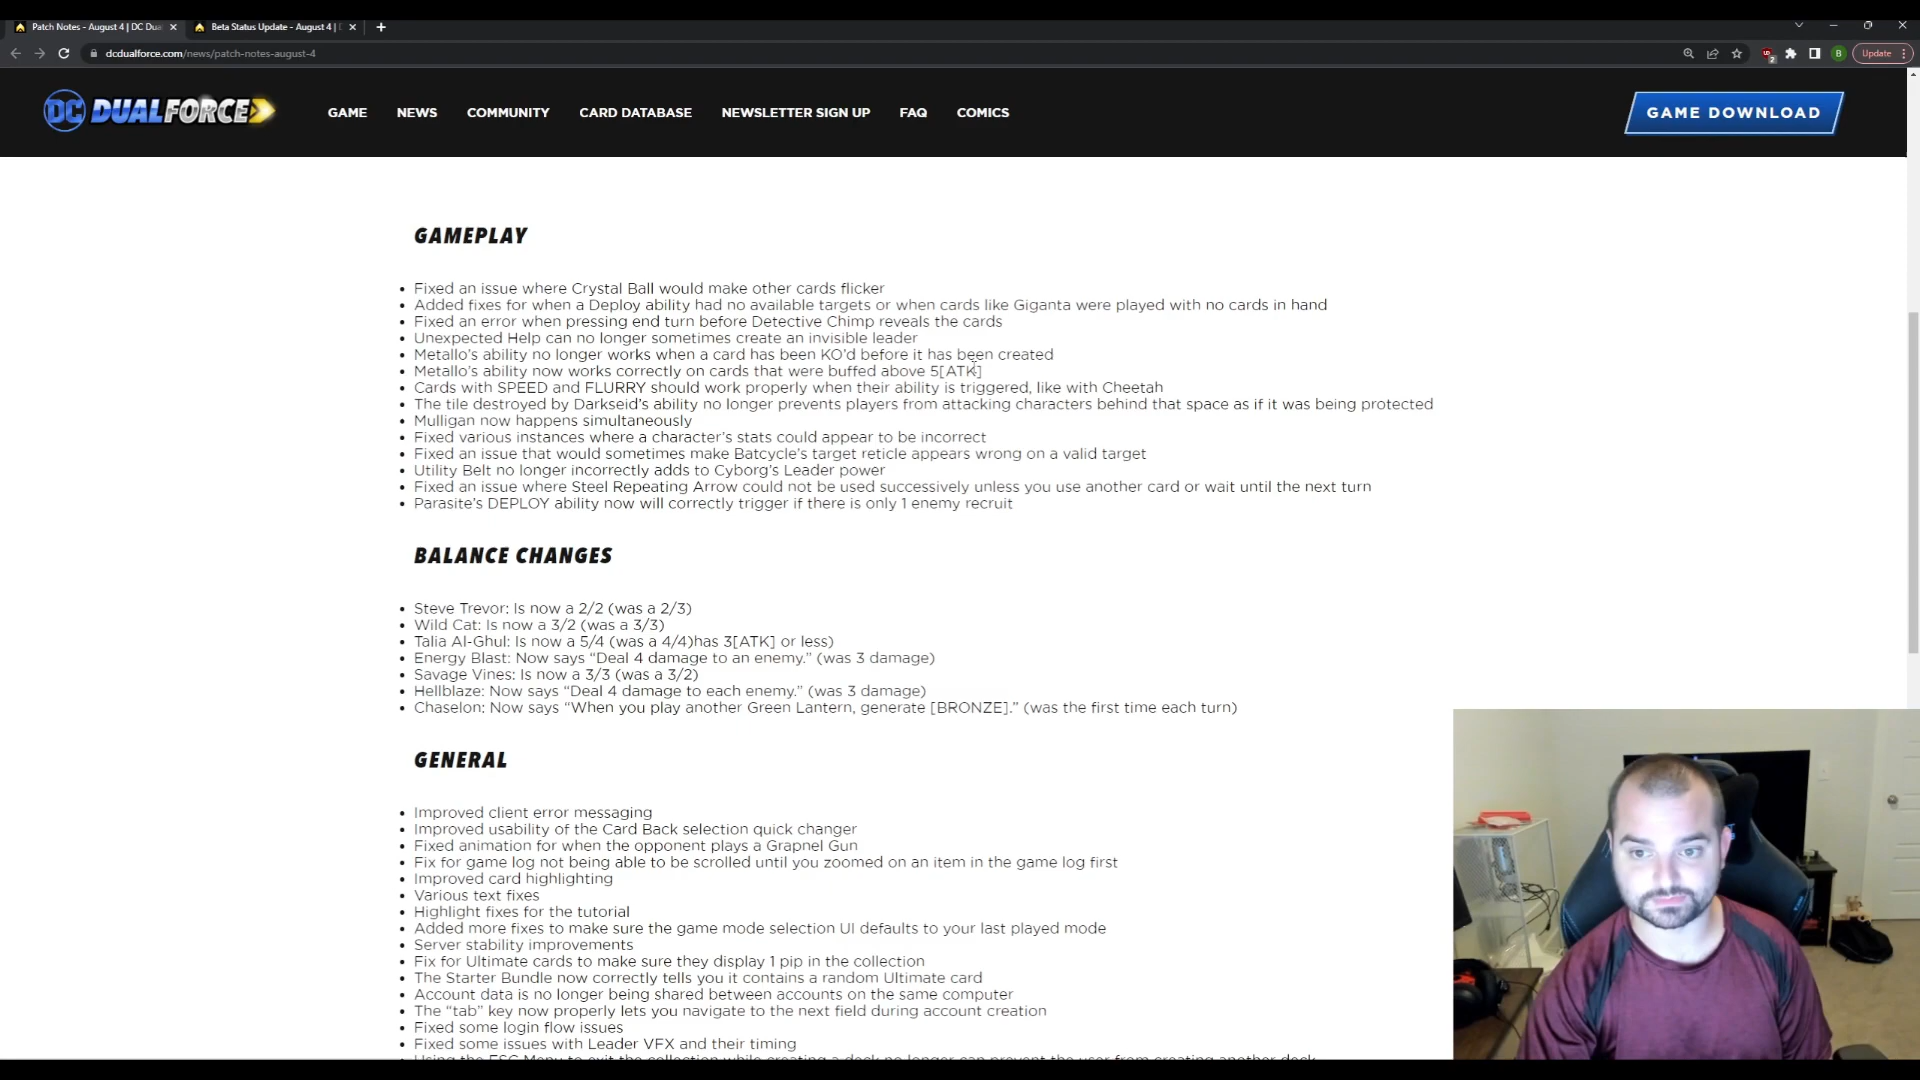 Patch Notes - August 4 | DC Dua
Beta Status Update - August 4 |
dcdualforce.com/news/patch-notes-august-4
2
B
Update
DC DUALFORCE
GAME
NEWS
COMMUNITY
CARD DATABASE
NEWSLETTER SIGN UP
FAQ
COMICS
GAME DOWNLOAD
GAMEPLAY
• Fixed an issue where Crystal Ball would make other cards flicker
• Added fixes for when a Deploy ability had no available targets or when cards like Giganta were played with no cards in hand
• Fixed an error when pressing end turn before Detective Chimp reveals the cards
• Unexpected Help can no longer sometimes create an invisible leader
• Metallo’s ability no longer works when a card has been KO’d before it has been created
• Metallo’s ability now works correctly on cards that were buffed above 5[ATK]
• Cards with SPEED and FLURRY should work properly when their ability is triggered, like with Cheetah
• The tile destroyed by Darkseid’s ability no longer prevents players from attacking characters behind that space as if it was being protected
• Mulligan now happens simultaneously
• Fixed various instances where a character’s stats could appear to be incorrect
• Fixed an issue that would sometimes make Batcycle’s target reticle appears wrong on a valid target
• Utility Belt no longer incorrectly adds to Cyborg’s Leader power
• Fixed an issue where Steel Repeating Arrow could not be used successively unless you use another card or wait until the next turn
• Parasite’s DEPLOY ability now will correctly trigger if there is only 1 enemy recruit
BALANCE CHANGES
• Steve Trevor: Is now a 2/2 (was a 2/3)
• Wild Cat: Is now a 3/2 (was a 3/3)
• Talia Al-Ghul: Is now a 5/4 (was a 4/4)has 3[ATK] or less)
• Energy Blast: Now says “Deal 4 damage to an enemy.” (was 3 damage)
• Savage Vines: Is now a 3/3 (was a 3/2)
• Hellblaze: Now says “Deal 4 damage to each enemy.” (was 3 damage)
• Chaselon: Now says “When you play another Green Lantern, generate [BRONZE].” (was the first time each turn)
GENERAL
• Improved client error messaging
• Improved usability of the Card Back selection quick changer
• Fixed animation for when the opponent plays a Grapnel Gun
• Fix for game log not being able to be scrolled until you zoomed on an item in the game log first
• Improved card highlighting
• Various text fixes
• Highlight fixes for the tutorial
• Added more fixes to make sure the game mode selection UI defaults to your last played mode
• Server stability improvements
• Fix for Ultimate cards to make sure they display 1 pip in the collection
• The Starter Bundle now correctly tells you it contains a random Ultimate card
• Account data is no longer being shared between accounts on the same computer
• The “tab” key now properly lets you navigate to the next field during account creation
• Fixed some login flow issues
• Fixed some issues with Leader VFX and their timing
• Using the ESC Menu to exit the collection while creating a deck no longer can prevent the user from creating another deck